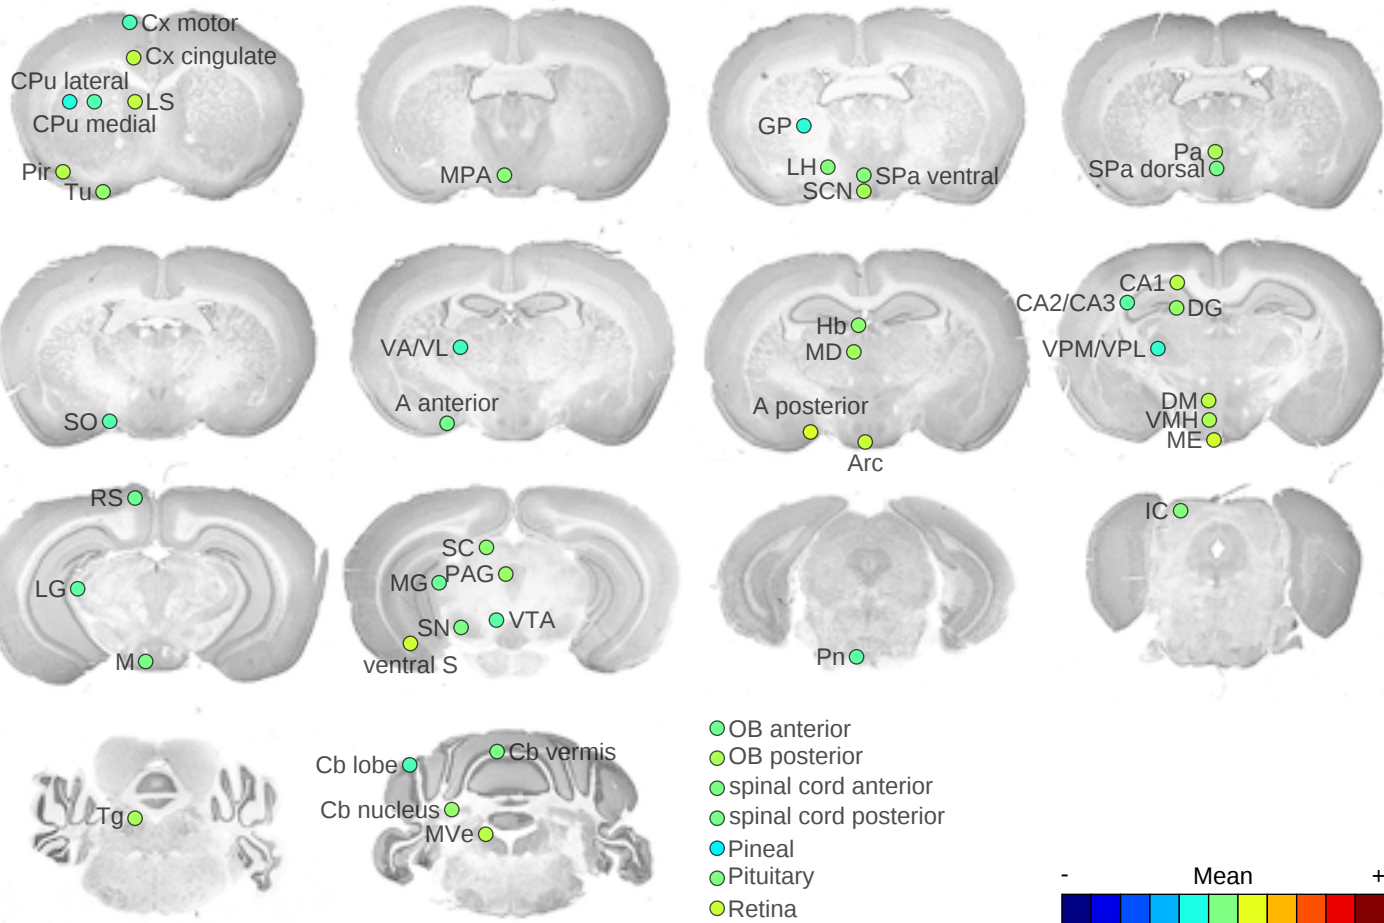 Cx motor
Cx cingulate
CPu lateral
LS
CPu medial
Pir
Tu
MPA
GP
LH
SPa ventral
SCN
Pa
SPa dorsal
SO
VA/VL
A anterior
Hb
MD
A posterior
Arc
CA1
CA2/CA3
DG
VPM/VPL
DM
VMH
ME
RS
LG
M
SC
MG
PAG
SN
VTA
ventral S
Pn
IC
Tg
Cb lobe
Cb vermis
Cb nucleus
MVe
OB anterior
OB posterior
spinal cord anterior
spinal cord posterior
Pineal
Pituitary
Retina
- Mean +